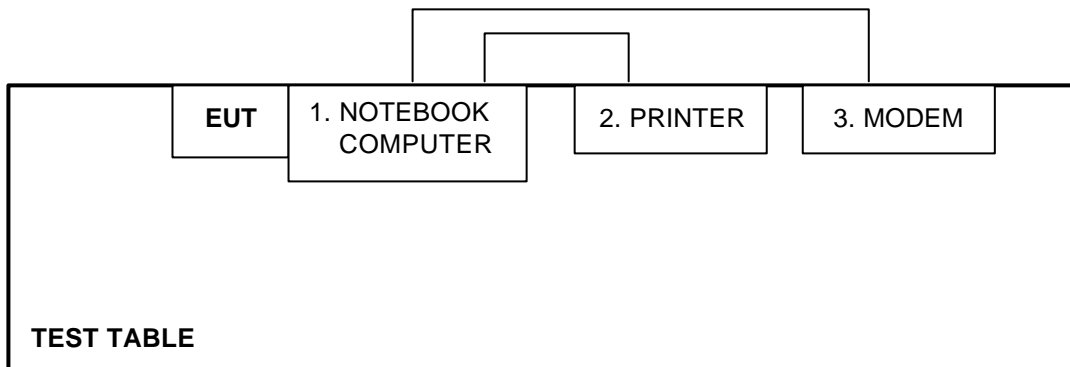 EUT
1. NOTEBOOK
COMPUTER
2. PRINTER
3. MODEM
TEST TABLE